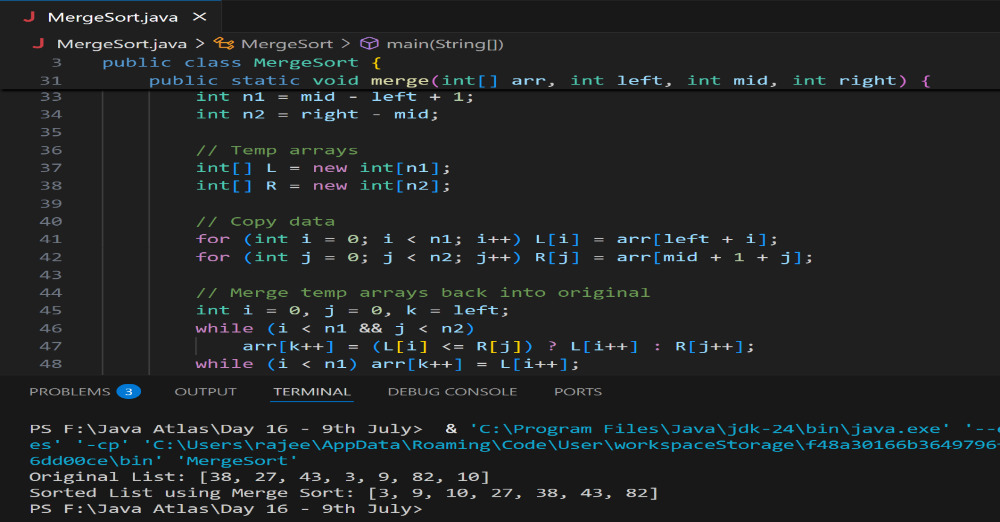 J MergeSort.java ×
J MergeSort.java > MergeSort > main(String[])
3 public class MergeSort {
31 public static void merge(int[] arr, int left, int mid, int right) {
33 int n1 = mid - left + 1;
34 int n2 = right - mid;
35
36 // Temp arrays
37 int[] L = new int[n1];
38 int[] R = new int[n2];
39
40 // Copy data
41 for (int i = 0; i < n1; i++) L[i] = arr[left + i];
42 for (int j = 0; j < n2; j++) R[j] = arr[mid + 1 + j];
43
44 // Merge temp arrays back into original
45 int i = 0, j = 0, k = left;
46 while (i < n1 && j < n2)
47 arr[k++] = (L[i] <= R[j]) ? L[i++] : R[j++];
48 while (i < n1) arr[k++] = L[i++];
PROBLEMS 3 OUTPUT TERMINAL DEBUG CONSOLE PORTS
PS F:\Java Atlas\Day 16 - 9th July> & 'C:\Program Files\Java\jdk-24\bin\java.exe' '--
es' '-cp' 'C:\Users\rajee\AppData\Roaming\Code\User\workspaceStorage\f48a30166b3649796
6dd00ce\bin' 'MergeSort'
Original List: [38, 27, 43, 3, 9, 82, 10]
Sorted List using Merge Sort: [3, 9, 10, 27, 38, 43, 82]
PS F:\Java Atlas\Day 16 - 9th July>